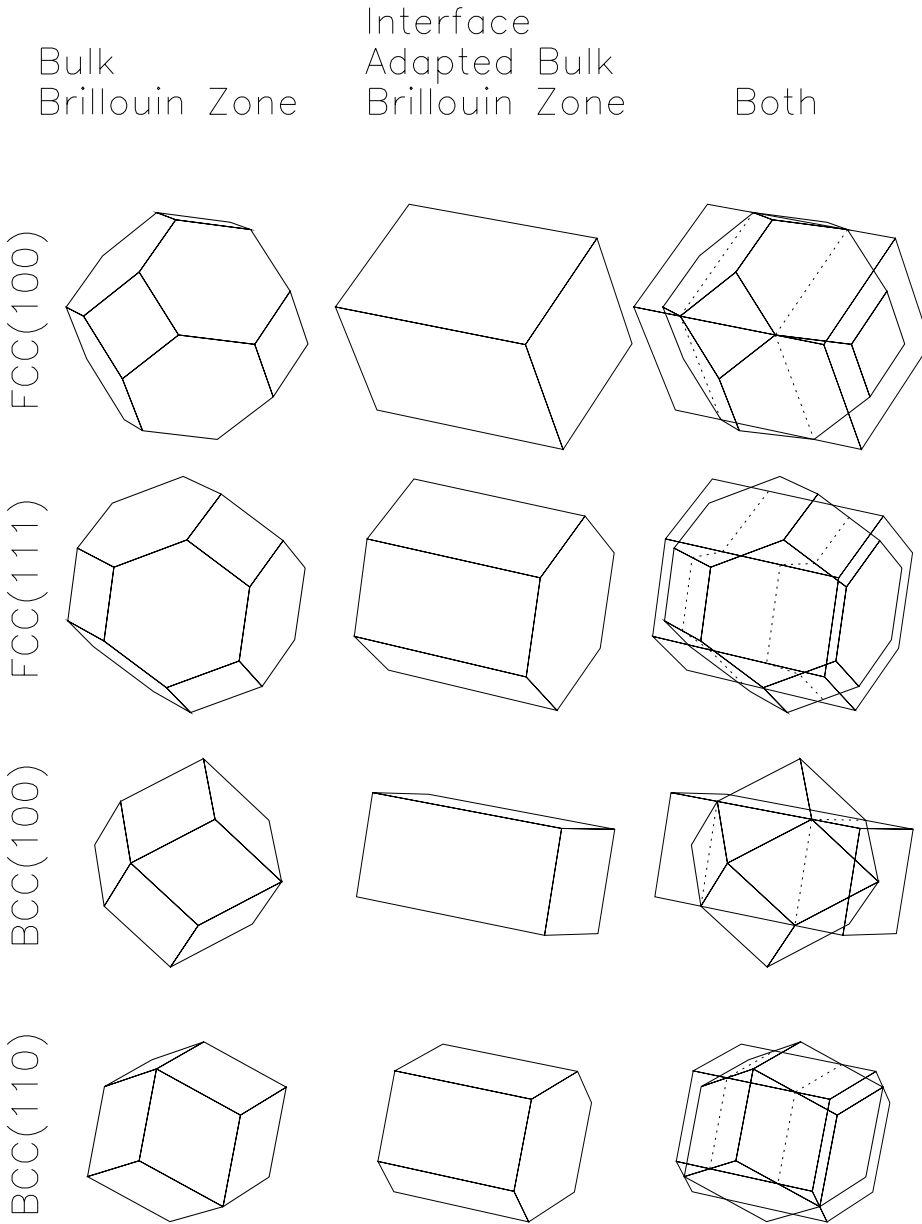 Bulk
Brillouin Zone
Interface
Adapted Bulk
Brillouin Zone
Both
FCC(100)
FCC(111)
BCC(100)
BCC(110)